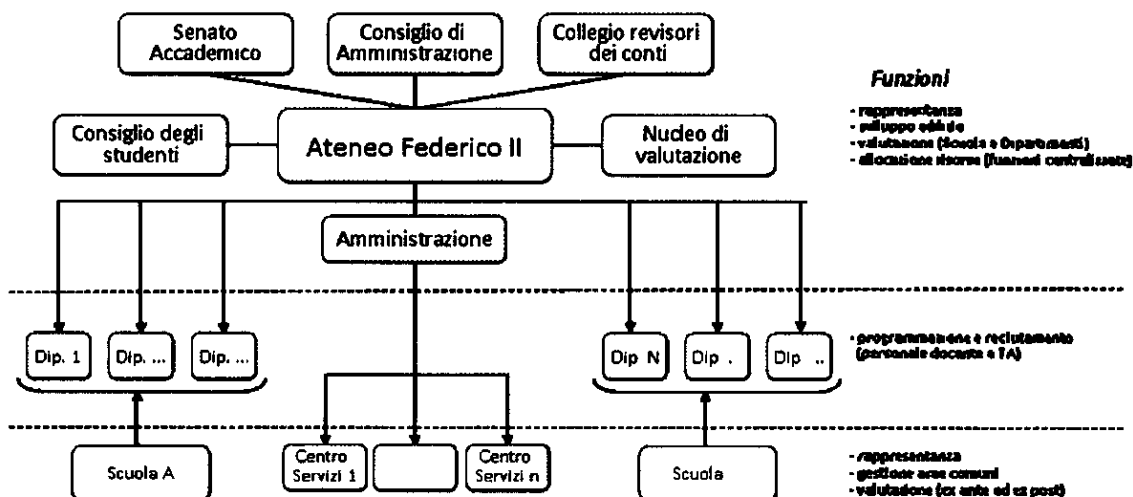 Senato
Accademico
Consiglio di
Amministrazione
Collegio revisori
dei conti
Funzioni
- rappresentanza
- sviluppo edilizio
- valutazione (Scuola e Dipartimenti)
- allocazione risorse (funzioni centralizzate)
Consiglio degli
studenti
Ateneo Federico II
Nucleo di
valutazione
Amministrazione
Dip. 1
Dip. ...
Dip. ...
Dip N
Dip .
Dip ..
- programmazione e reclutamento
(personale docente e TA)
Scuola A
Centro
Servizi 1
Centro
Servizi n
Scuola
- rappresentanza
- gestione aree comuni
- valutazione (ex ante ed ex post)